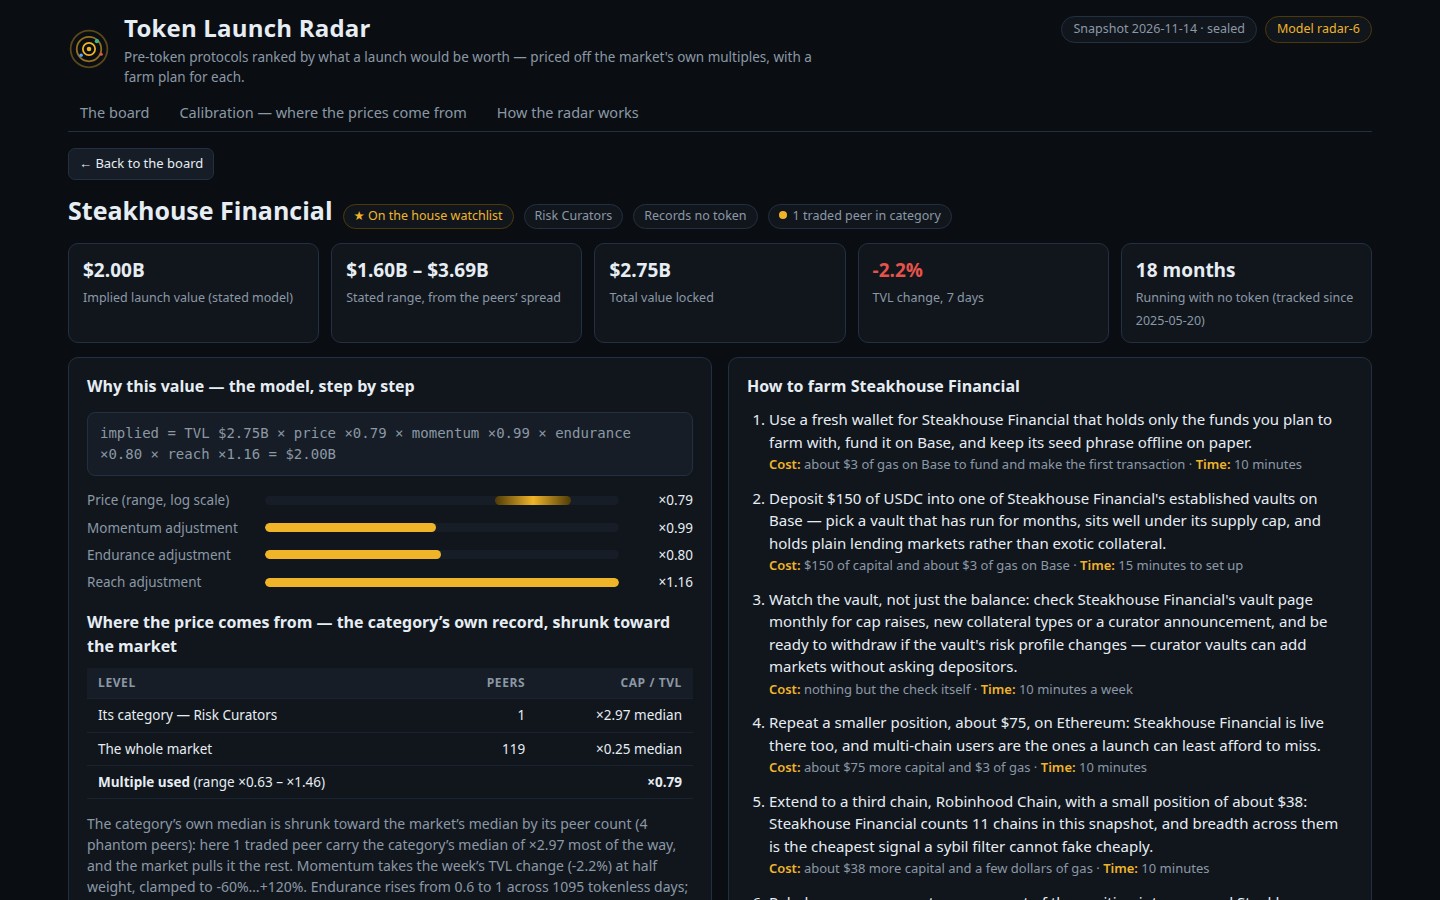 Token Launch Radar
Pre-token protocols ranked by what a launch would be worth — priced off the market's own multiples, with a
farm plan for each.
Snapshot 2026-11-14 · sealed
Model radar-6
The board
Calibration — where the prices come from
How the radar works
← Back to the board
Steakhouse Financial
★ On the house watchlist
Risk Curators
Records no token
1 traded peer in category
$2.00B
Implied launch value (stated model)
$1.60B – $3.69B
Stated range, from the peers’ spread
$2.75B
Total value locked
-2.2%
TVL change, 7 days
18 months
Running with no token (tracked since
2025-05-20)
Why this value — the model, step by step
implied = TVL $2.75B × price ×0.79 × momentum ×0.99 × endurance
×0.80 × reach ×1.16 = $2.00B
Price (range, log scale) ×0.79
Momentum adjustment ×0.99
Endurance adjustment ×0.80
Reach adjustment ×1.16
Where the price comes from — the category’s own record, shrunk toward
the market
LEVEL PEERS CAP / TVL
Its category — Risk Curators 1 ×2.97 median
The whole market 119 ×0.25 median
Multiple used (range ×0.63 – ×1.46) ×0.79
The category’s own median is shrunk toward the market’s median by its peer count (4
phantom peers): here 1 traded peer carry the category’s median of ×2.97 most of the way,
and the market pulls it the rest. Momentum takes the week’s TVL change (-2.2%) at half
weight, clamped to -60%…+120%. Endurance rises from 0.6 to 1 across 1095 tokenless days;
How to farm Steakhouse Financial
1. Use a fresh wallet for Steakhouse Financial that holds only the funds you plan to
farm with, fund it on Base, and keep its seed phrase offline on paper.
Cost: about $3 of gas on Base to fund and make the first transaction · Time: 10 minutes
2. Deposit $150 of USDC into one of Steakhouse Financial's established vaults on
Base — pick a vault that has run for months, sits well under its supply cap, and
holds plain lending markets rather than exotic collateral.
Cost: $150 of capital and about $3 of gas on Base · Time: 15 minutes to set up
3. Watch the vault, not just the balance: check Steakhouse Financial's vault page
monthly for cap raises, new collateral types or a curator announcement, and be
ready to withdraw if the vault's risk profile changes — curator vaults can add
markets without asking depositors.
Cost: nothing but the check itself · Time: 10 minutes a week
4. Repeat a smaller position, about $75, on Ethereum: Steakhouse Financial is live
there too, and multi-chain users are the ones a launch can least afford to miss.
Cost: about $75 more capital and $3 of gas · Time: 10 minutes
5. Extend to a third chain, Robinhood Chain, with a small position of about $38:
Steakhouse Financial counts 11 chains in this snapshot, and breadth across them
is the cheapest signal a sybil filter cannot fake cheaply.
Cost: about $38 more capital and a few dollars of gas · Time: 10 minutes